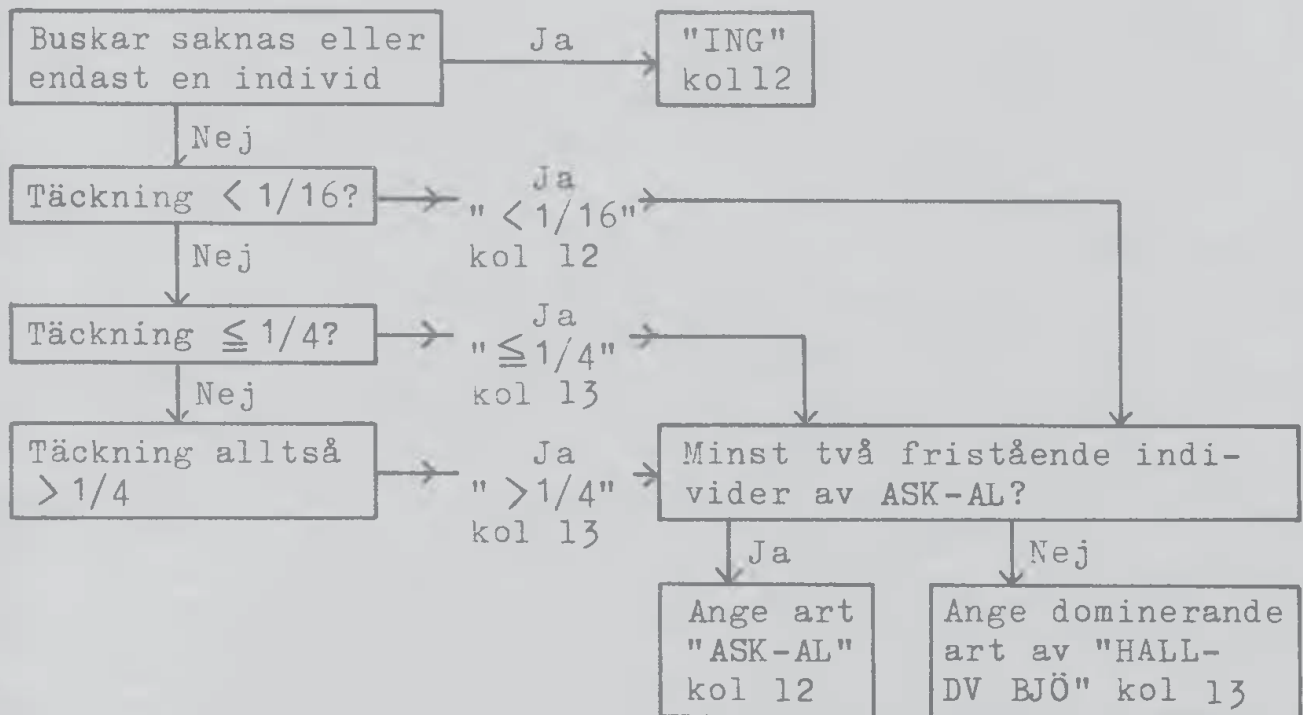 Buskar saknas eller
endast en individ
Ja
"ING"
kol12
Nej
Täckning < 1/16?
Ja
" < 1/16"
kol 12
Nej
Täckning ≦ 1/4?
Ja
"≦ 1/4"
kol 13
Nej
Täckning alltså
> 1/4
Ja
" > 1/4"
kol 13
Minst två fristående indi-
vider av ASK-AL?
Ja
Nej
Ange art
"ASK-AL"
kol 12
Ange dominerande
art av "HALL-
DV BJÖ" kol 13